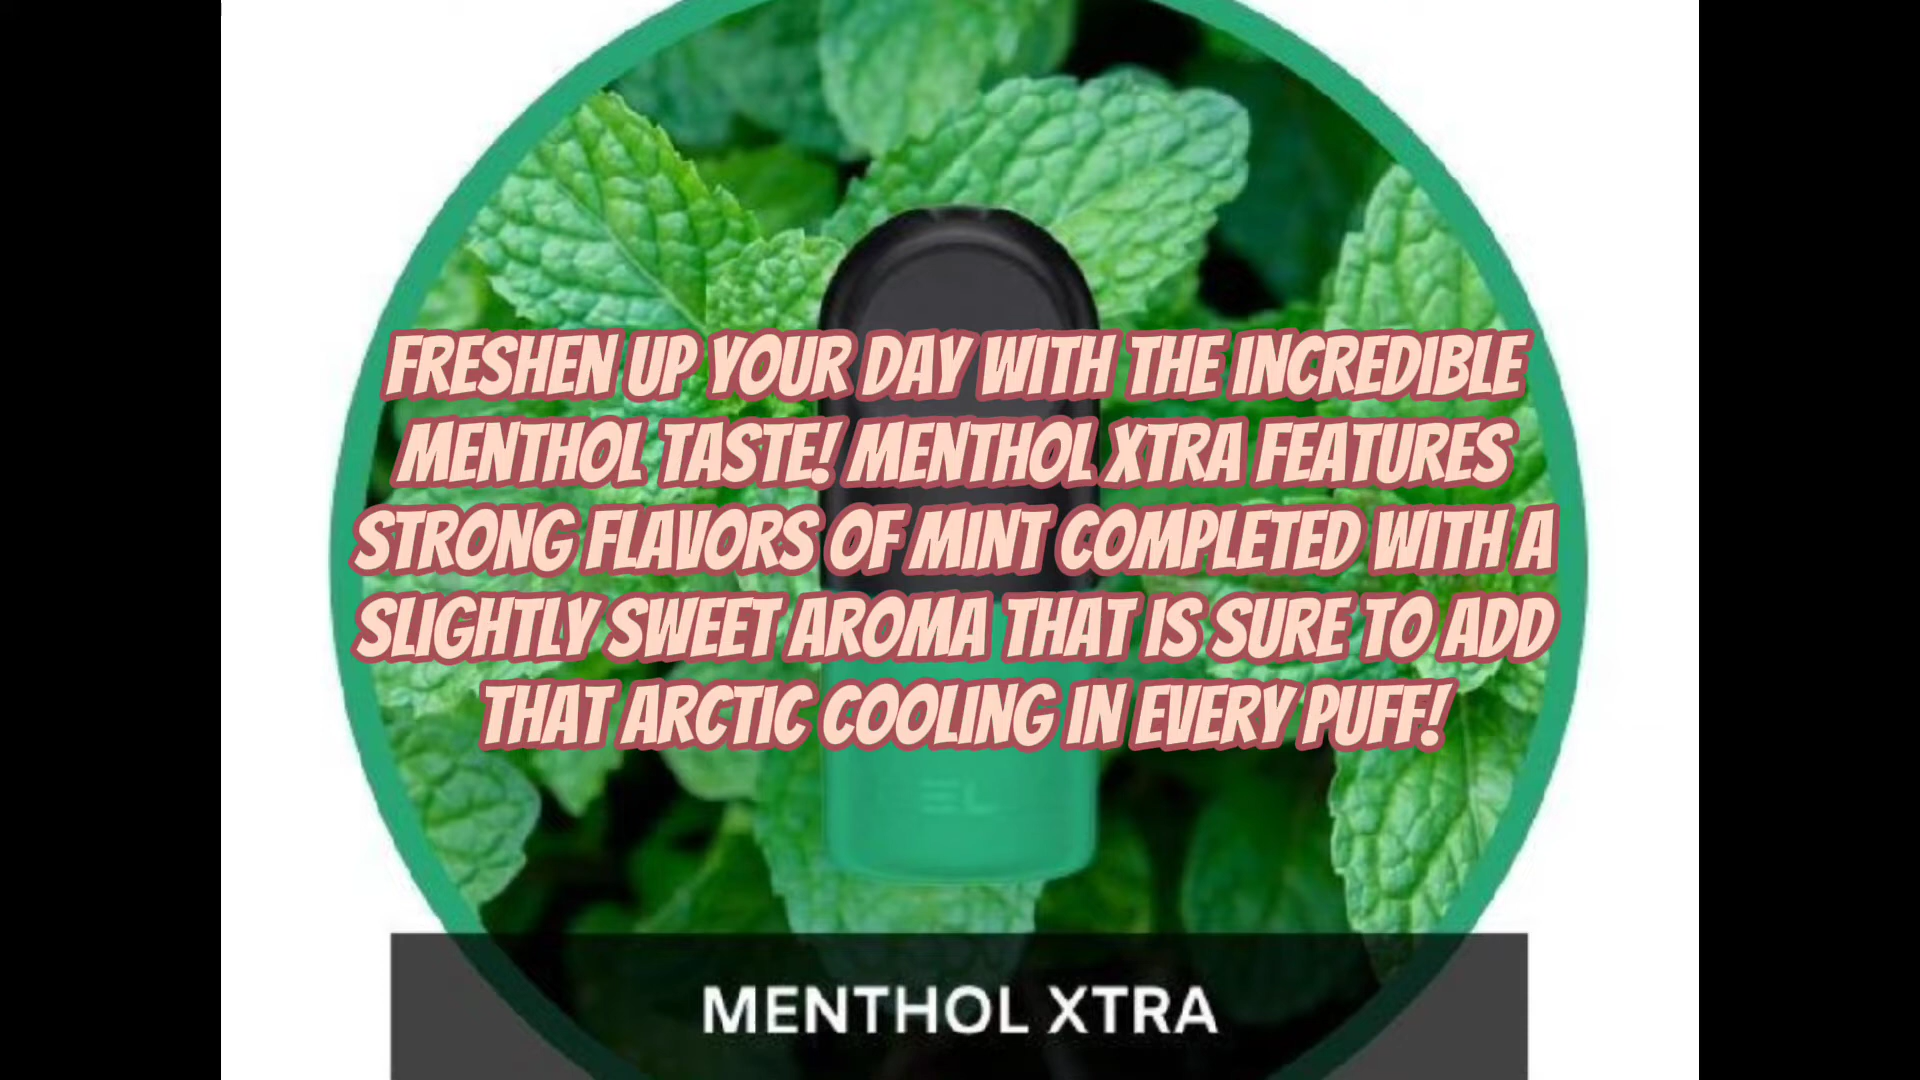 FRESHEN UP YOUR DAY WITH THE INCREDIBLE
MENTHOL TASTE! MENTHOL XTRA FEATURES
STRONG FLAVORS OF MINT COMPLETED WITH A
SLIGHTLY SWEET AROMA THAT IS SURE TO ADD
THAT ARCTIC COOLING IN EVERY PUFF!
MENTHOL XTRA